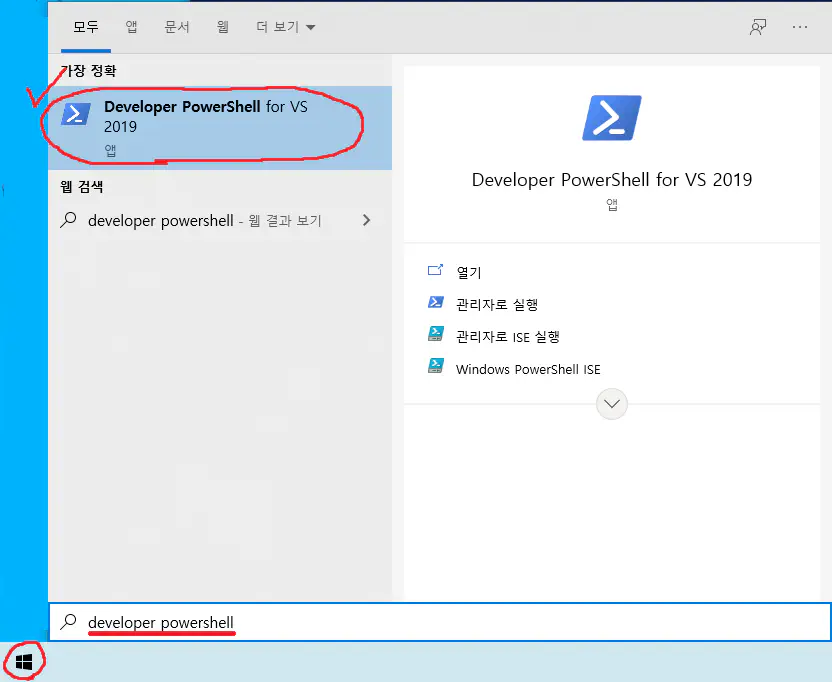 모두 앱 문서 웹 더 보기
가장 정확
Developer PowerShell for VS
2019
앱
웹 검색
developer powershell - 웹 결과 보기
Developer PowerShell for VS 2019
앱
열기
관리자로 실행
관리자로 ISE 실행
Windows PowerShell ISE
developer powershell